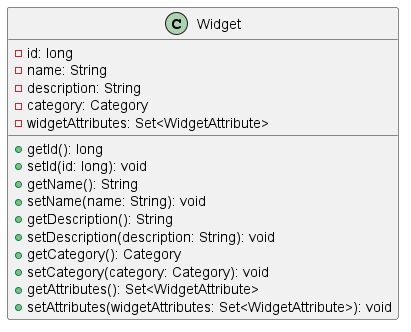 C Widget
id: long
name: String
description: String
category: Category
widgetAttributes: Set<WidgetAttribute>
getId(): long
setId(id: long): void
getName(): String
setName(name: String): void
getDescription(): String
setDescription(description: String): void
getCategory(): Category
setCategory(category: Category): void
getAttributes(): Set<WidgetAttribute>
setAttributes(widgetAttributes: Set<WidgetAttribute>): void